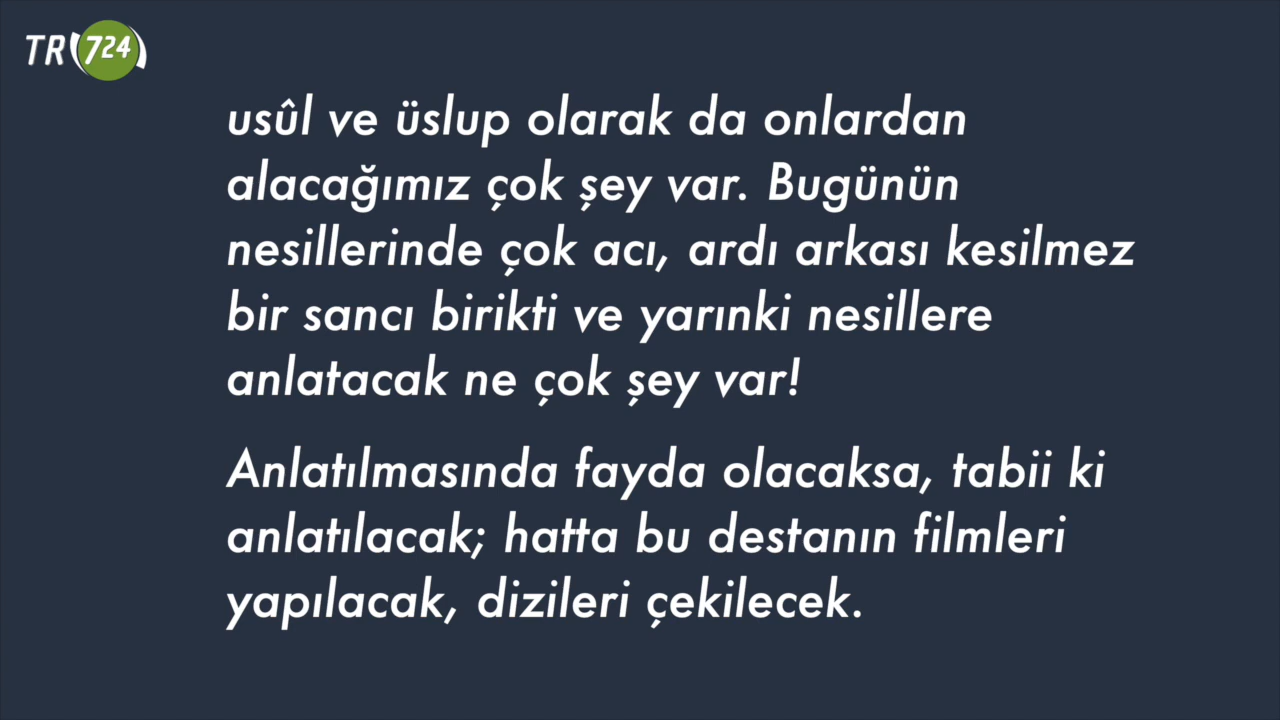 TR724
usûl ve üslup olarak da onlardan
alacağımız çok şey var. Bugünün
nesillerinde çok acı, ardı arkası kesilmez
bir sancı birikti ve yarınki nesillere
anlatacak ne çok şey var!
Anlatılmasında fayda olacaksa, tabii ki
anlatılacak; hatta bu destanın filmleri
yapılacak, dizileri çekilecek.